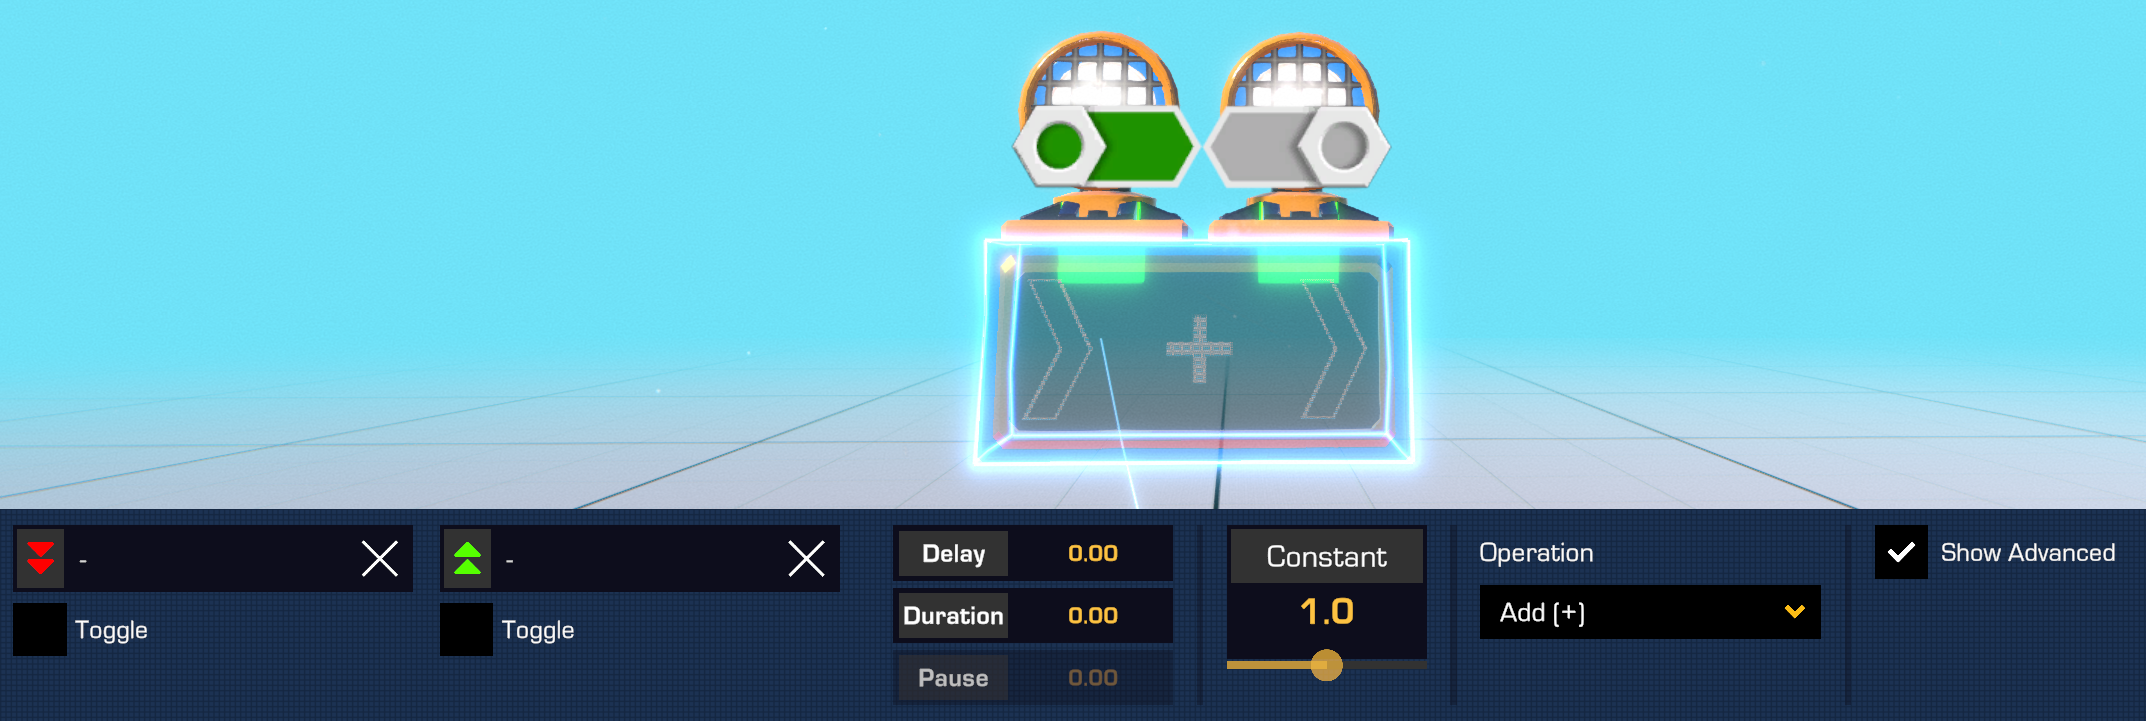 -
Toggle
-
Toggle
Delay 0.00
Duration 0.00
Pause 0.00
Constant
1.0
Operation
Add (+)
Show Advanced